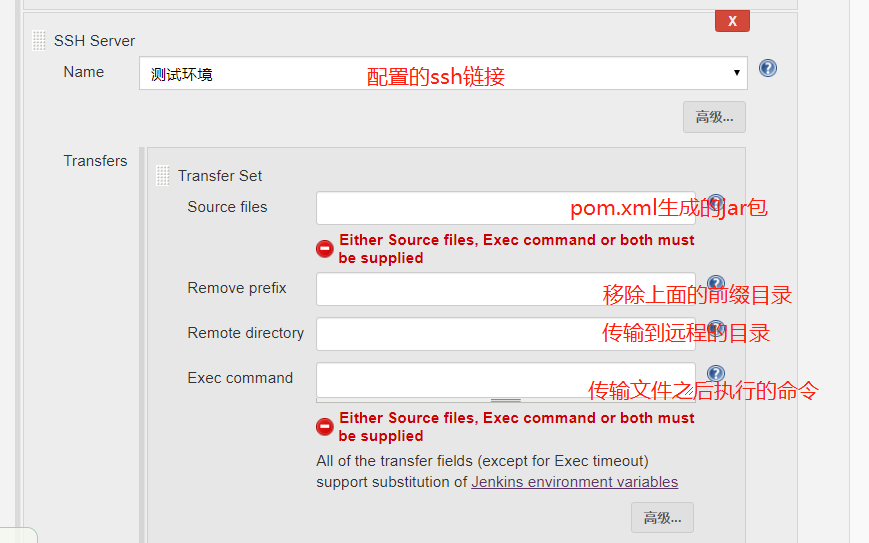 X
SSH Server
Name
测试环境
配置的ssh链接
高级...
Transfers
Transfer Set
Source files
pom.xml生成的jar包
Either Source files, Exec command or both must
be supplied
Remove prefix
移除上面的前缀目录
Remote directory
传输到远程的目录
Exec command
传输文件之后执行的命令
Either Source files, Exec command or both must
be supplied
All of the transfer fields (except for Exec timeout)
support substitution of Jenkins environment variables
高级...